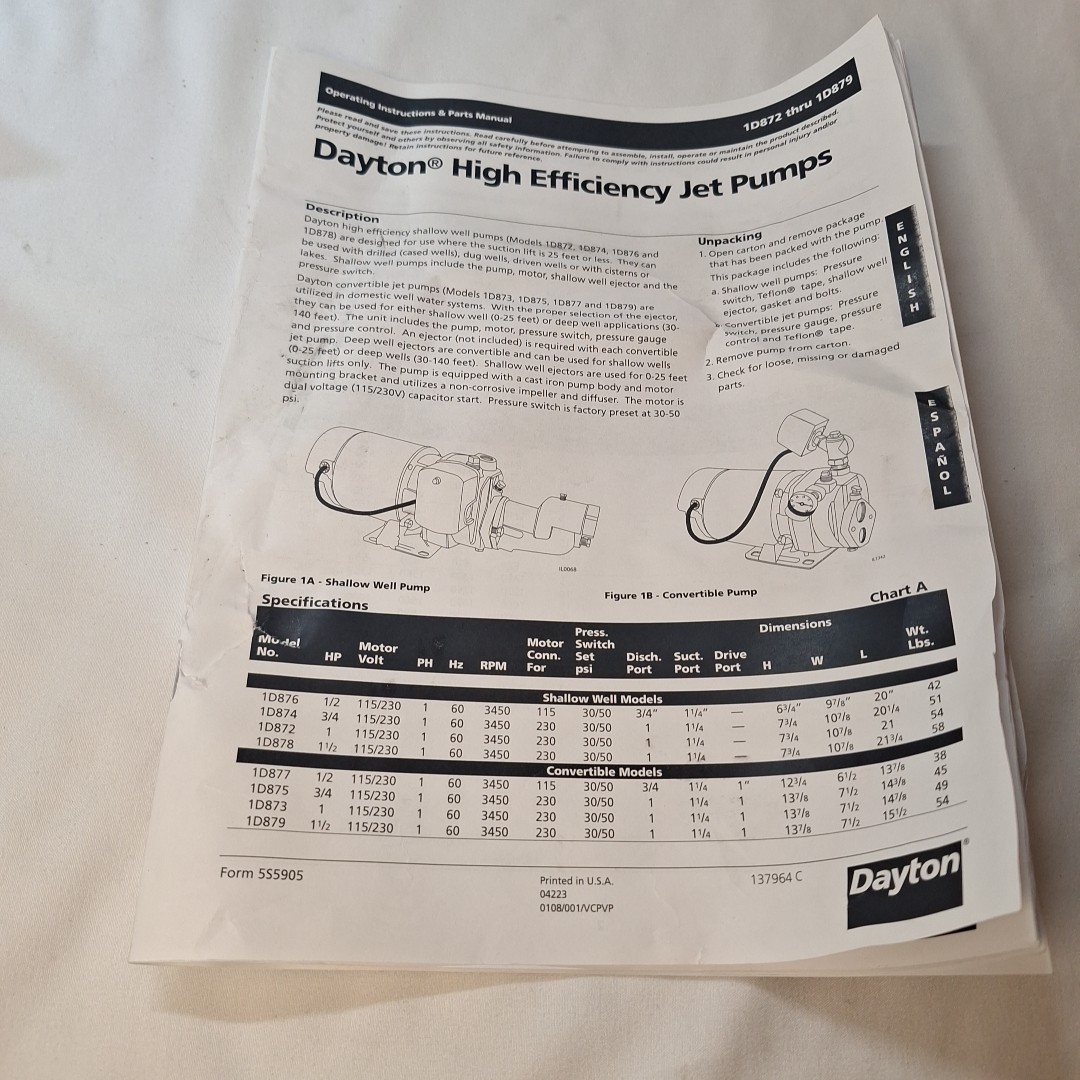 Operating Instructions & Parts Manual
1D872 thru 1D879
Please read and save these instructions. Read carefully before attempting to assemble, install, operate or maintain the product described.
Protect yourself and others by observing all safety information. Failure to comply with instructions could result in personal injury and/or
property damage! Retain instructions for future reference.
Dayton® High Efficiency Jet Pumps
Description
Dayton high efficiency shallow well pumps (Models 1D872, 1D874, 1D876 and
1D878) are designed for use where the suction lift is 25 feet or less. They can
be used with drilled (cased wells), dug wells, driven wells or with cisterns or
lakes. Shallow well pumps include the pump, motor, shallow well ejector and the
pressure switch.
Dayton convertible jet pumps (Models 1D873, 1D875, 1D877 and 1D879) are
utilized in domestic well water systems. With the proper selection of the ejector,
they can be used for either shallow well (0-25 feet) or deep well applications (30-
140 feet). The unit includes the pump, motor, pressure switch, pressure gauge
and pressure control. An ejector (not included) is required with each convertible
jet pump. Deep well ejectors are convertible and can be used for shallow wells
(0-25 feet) or deep wells (30-140 feet). Shallow well ejectors are used for 0-25 feet
suction lifts only. The pump is equipped with a cast iron pump body and motor
mounting bracket and utilizes a non-corrosive impeller and diffuser. The motor is
dual voltage (115/230V) capacitor start. Pressure switch is factory preset at 30-50
psi.
Unpacking
1. Open carton and remove package
that has been packed with the pump.
This package includes the following:
a. Shallow well pumps: Pressure
switch, Teflon® tape, shallow well
ejector, gasket and bolts.
Convertible jet pumps: Pressure
switch, pressure gauge, pressure
control and Teflon® tape.
2. Remove pump from carton.
3. Check for loose, missing or damaged
parts.
ENGLISH
ESPAÑOL
IL0068
Figure 1A - Shallow Well Pump
Figure 1B - Convertible Pump
Specifications
Chart A
Dimensions
Model No. HP Motor Volt PH Hz RPM Motor Conn. For Press. Switch Set psi Disch. Port Suct. Port Drive Port H W L Wt. Lbs.
Shallow Well Models
1D876 1/2 115/230 1 60 3450 115 30/50 3/4" 11/4" — 63/4" 97/8" 20" 42
1D874 3/4 115/230 1 60 3450 230 30/50 1 11/4 — 73/4 107/8 201/4 51
1D872 1 115/230 1 60 3450 230 30/50 1 11/4 — 73/4 107/8 21 54
1D878 11/2 115/230 1 60 3450 230 30/50 1 11/4 — 73/4 107/8 213/4 58
Convertible Models
1D877 1/2 115/230 1 60 3450 115 30/50 3/4 11/4 1" 123/4 61/2 137/8 38
1D875 3/4 115/230 1 60 3450 230 30/50 1 11/4 1 137/8 71/2 143/8 45
1D873 1 115/230 1 60 3450 230 30/50 1 11/4 1 137/8 71/2 147/8 49
1D879 11/2 115/230 1 60 3450 230 30/50 1 11/4 1 137/8 71/2 151/2 54
Form 5S5905
Printed in U.S.A.
04223
0108/001/VCPVP
137964 C
Dayton®